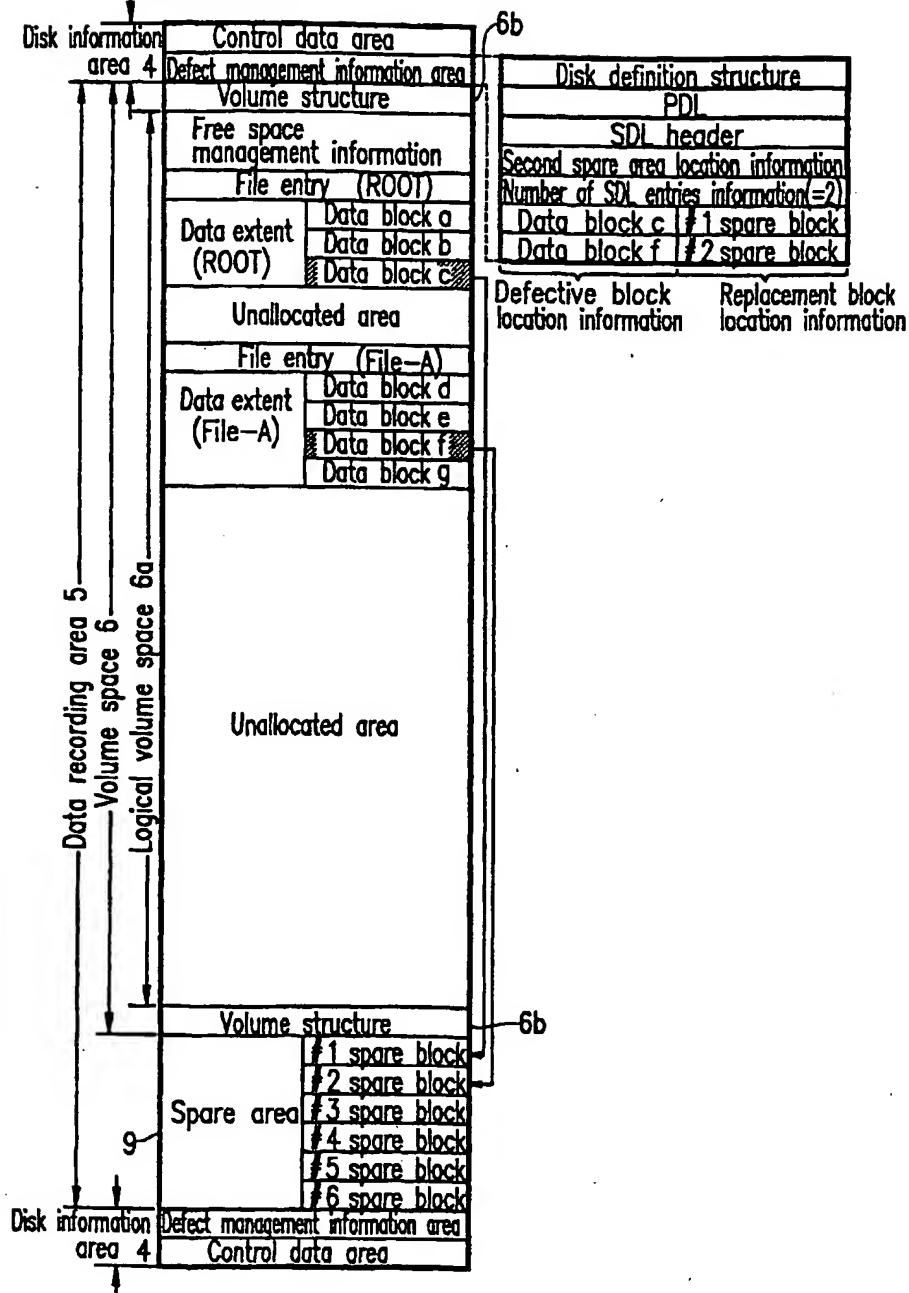 Disk information area 4
Control data area
Defect management information area
6b
Volume structure
Free space
management information
File entry (ROOT)
Data extent
(ROOT)
Data block a
Data block b
Data block c
Unallocated area
File entry (File-A)
Data extent
(File-A)
Data block d
Data block e
Data block f
Data block g
Unallocated area
Data recording area 5
Volume space 6
Logical volume space 6a
Volume structure
6b
Spare area
9
#1 spare block
#2 spare block
#3 spare block
#4 spare block
#5 spare block
#6 spare block
Disk information
area 4
Defect management information area
Control data area
Disk definition structure
PDL
SDL header
Second spare area location information
Number of SDL entries information(=2)
Data block c #1 spare block
Data block f #2 spare block
Defective block
location information
Replacement block
location information